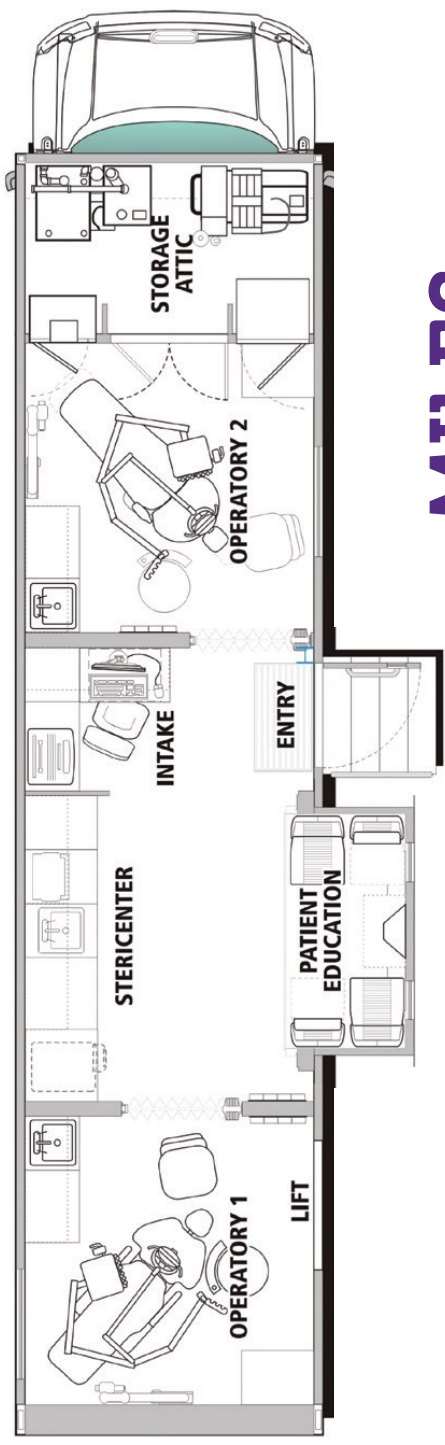 STORAGE
ATTIC
OPERATORY 2
INTAKE
ENTRY
STERICENTER
PATIENT
EDUCATION
OPERATORY 1
LIFT